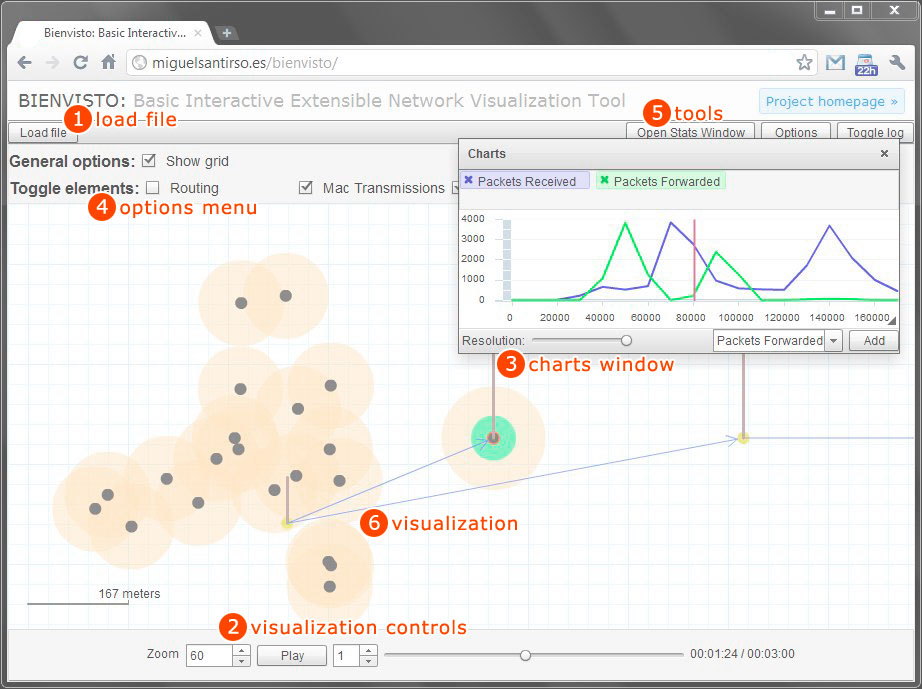 Bienvisto: Basic Interactiv...
miguelsantirso.es/bienvisto/
22h
BIENVISTO: Basic Interactive Extensible Network Visualization Tool
Project homepage »
Load file
1 load file
5 tools
Open Stats Window
Options
Toggle log
General options:
Show grid
Toggle elements:
Routing
Mac Transmissions
4 options menu
Charts
Packets Received
Packets Forwarded
4000
3000
2000
1000
0
0 20000 40000 60000 80000 100000 120000 140000 160000
Resolution:
Packets Forwarded
Add
3 charts window
6 visualization
167 meters
2 visualization controls
Zoom
60
Play
1
00:01:24 / 00:03:00